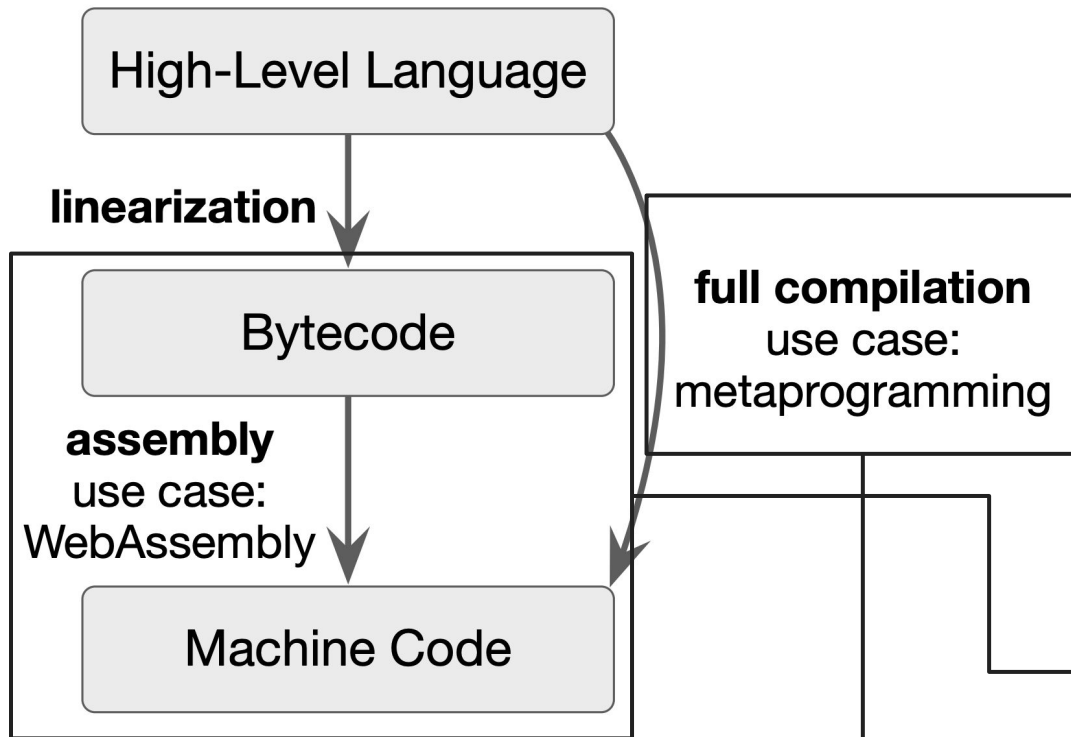 High-Level Language
linearization
full compilation
use case:
metaprogramming
Bytecode
assembly
use case:
WebAssembly
Machine Code